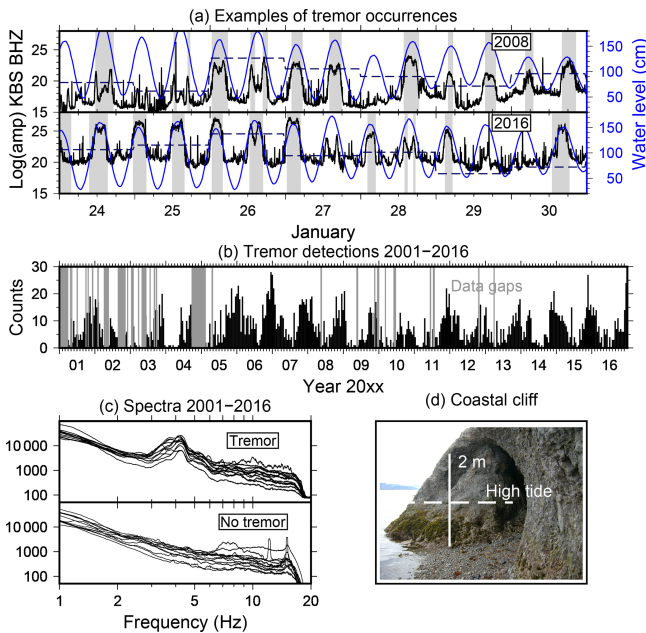 (a) Examples of tremor occurrences
Log(amp) KBS BHZ
Water level (cm)
25
20
15
2008
150
100
50
25
20
15
2016
150
100
50
24 25 26 27 28 29 30
January
(b) Tremor detections 2001−2016
Counts
30
20
10
0
Data gaps
01 02 03 04 05 06 07 08 09 10 11 12 13 14 15 16
Year 20xx
(c) Spectra 2001−2016
10 000
1000
100
Tremor
10 000
1000
100
No tremor
1 2 5 10 20
Frequency (Hz)
(d) Coastal cliff
2 m
High tide